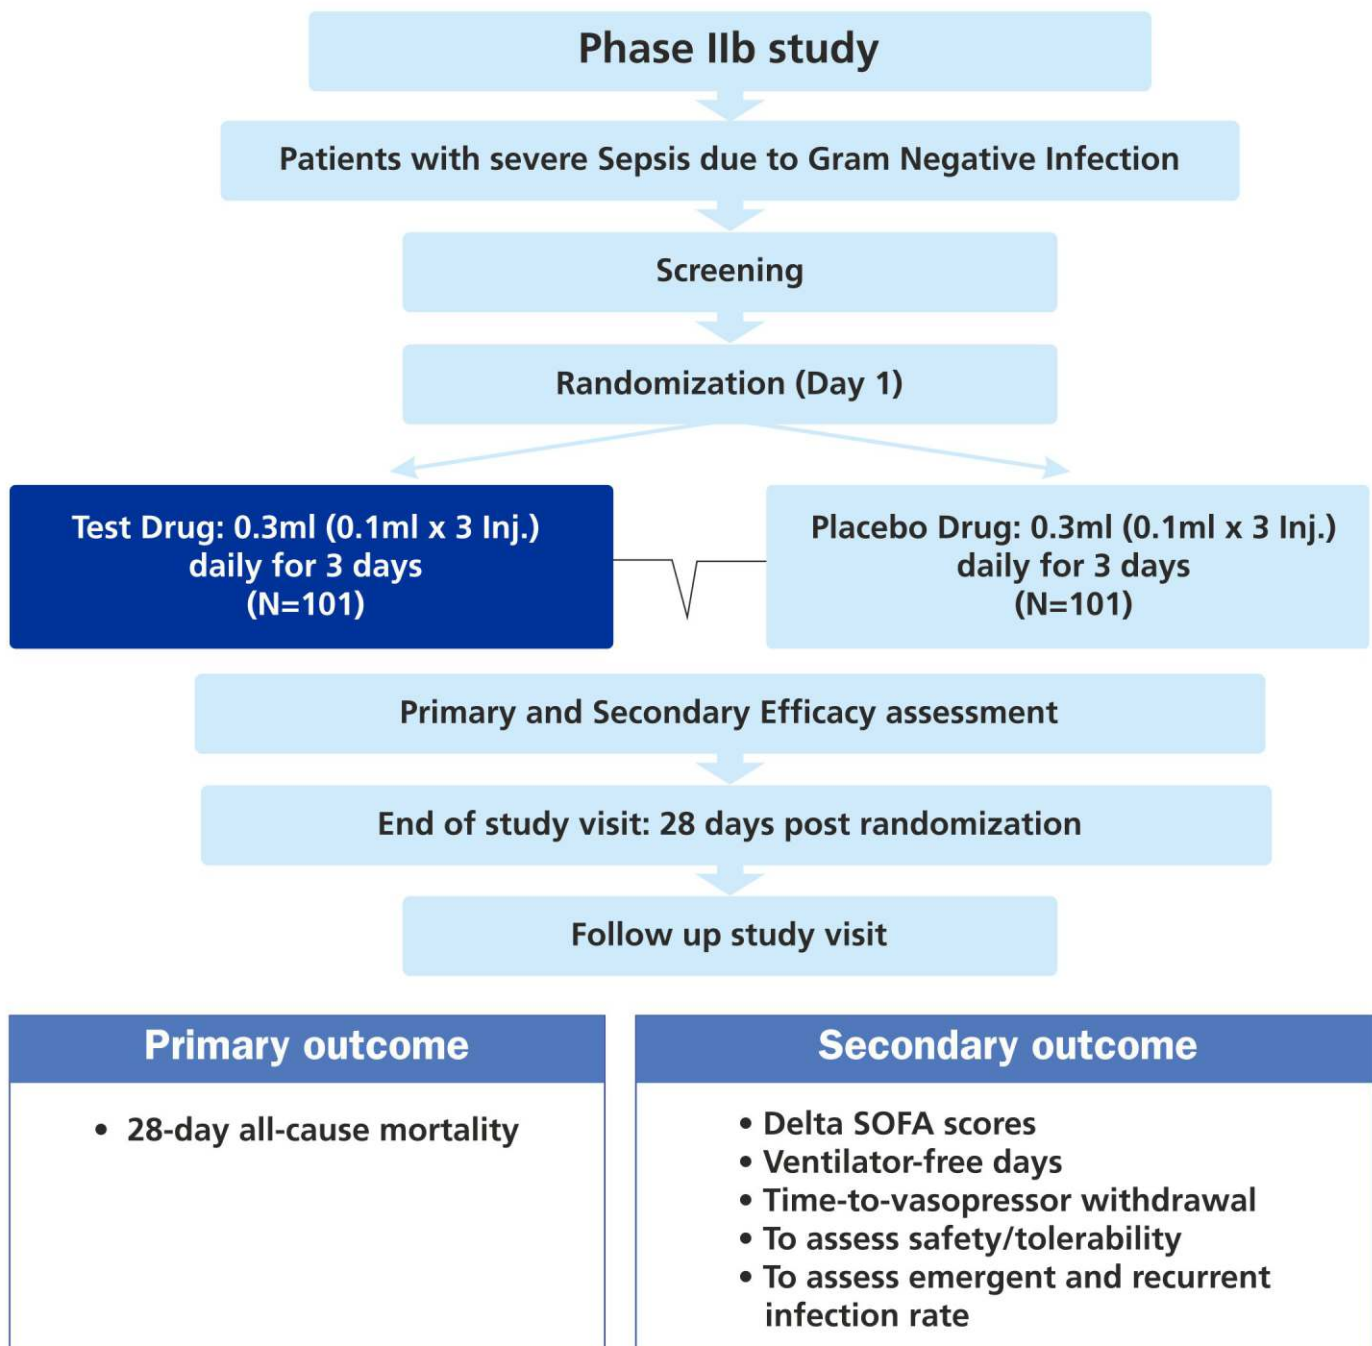 Phase IIb study
Patients with severe Sepsis due to Gram Negative Infection
Screening
Randomization (Day 1)
Test Drug: 0.3ml (0.1ml x 3 Inj.)
daily for 3 days
(N=101)
Placebo Drug: 0.3ml (0.1ml x 3 Inj.)
daily for 3 days
(N=101)
Primary and Secondary Efficacy assessment
End of study visit: 28 days post randomization
Follow up study visit
Primary outcome
• 28-day all-cause mortality
Secondary outcome
• Delta SOFA scores
• Ventilator-free days
• Time-to-vasopressor withdrawal
• To assess safety/tolerability
• To assess emergent and recurrent
infection rate